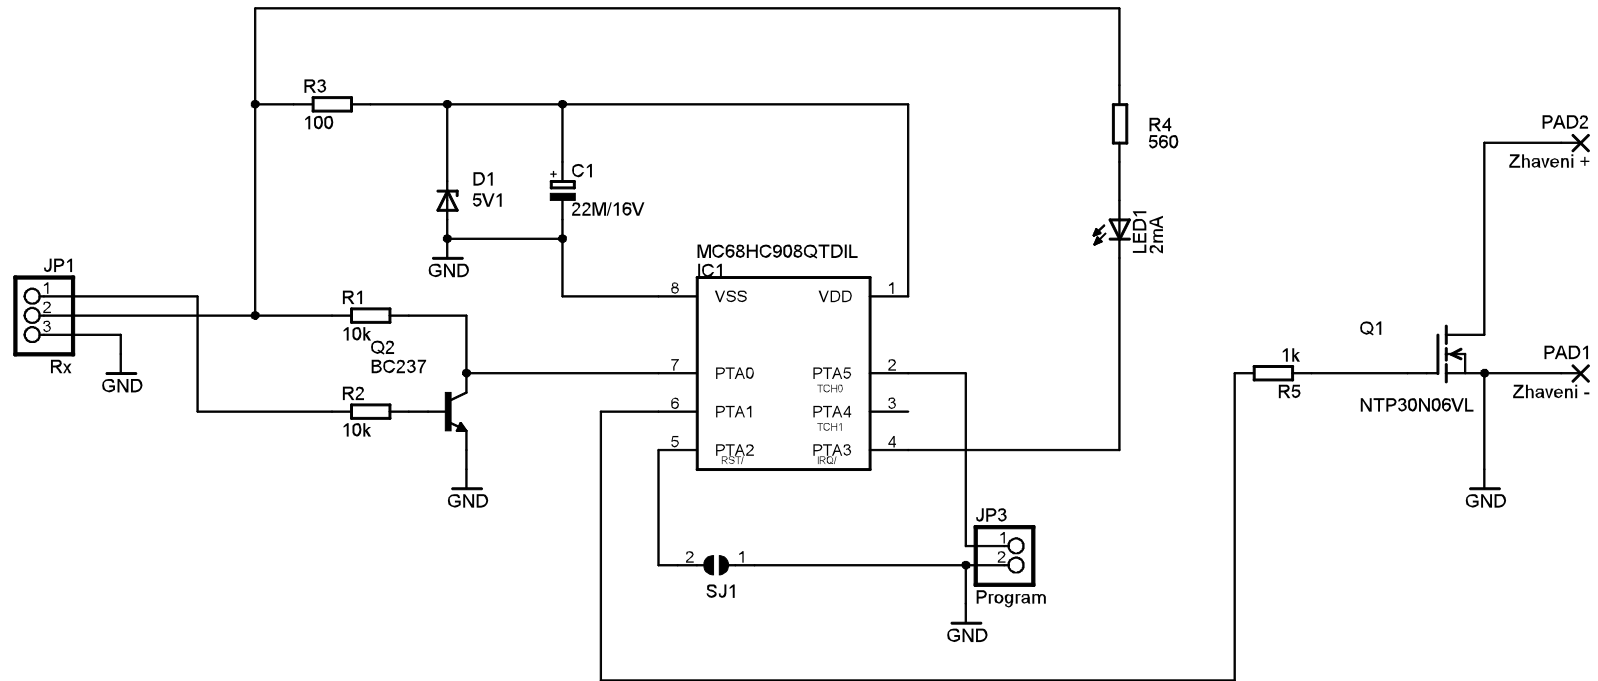 R3
100
R4
560
PAD2
Zhaveni +
D1
5V1
+
C1
22M/16V
LED1
2mA
GND
MC68HC908QTDIL
IC1
JP1
1
2
3
Rx
GND
R1
10k
Q2
BC237
R2
10k
GND
8
VSS
VDD
1
7
PTA0
PTA5
2
TCH0
6
PTA1
PTA4
3
TCH1
5
PTA2
RST/
PTA3
4
IRQ/
Q1
NTP30N06VL
1k
R5
PAD1
Zhaveni -
GND
JP3
1
2
Program
2
1
SJ1
GND